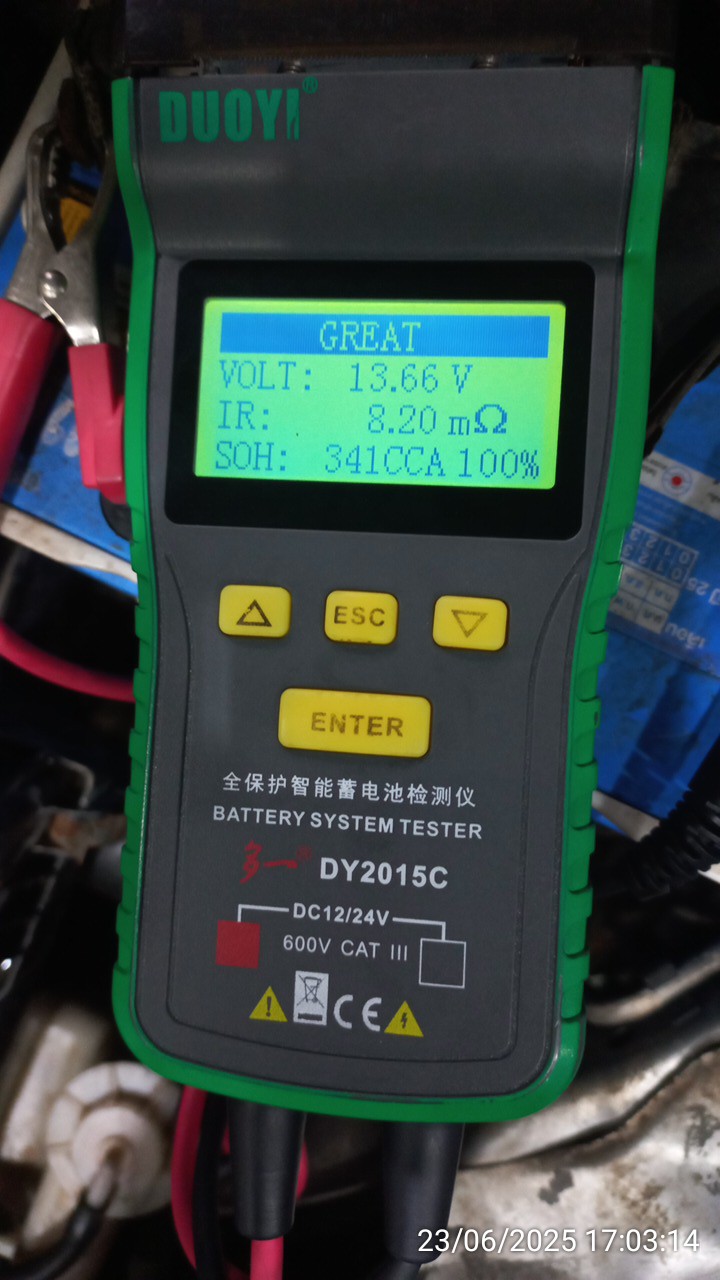 DUOYI®
GREAT
VOLT: 13.66 V
IR: 8.20 mΩ
SOH: 341CCA 100%
ESC
ENTER
全保护智能蓄电池检测仪
BATTERY SYSTEM TESTER
多一® DY2015C
DC12/24V
600V CAT III
CE
23/06/2025 17:03:14